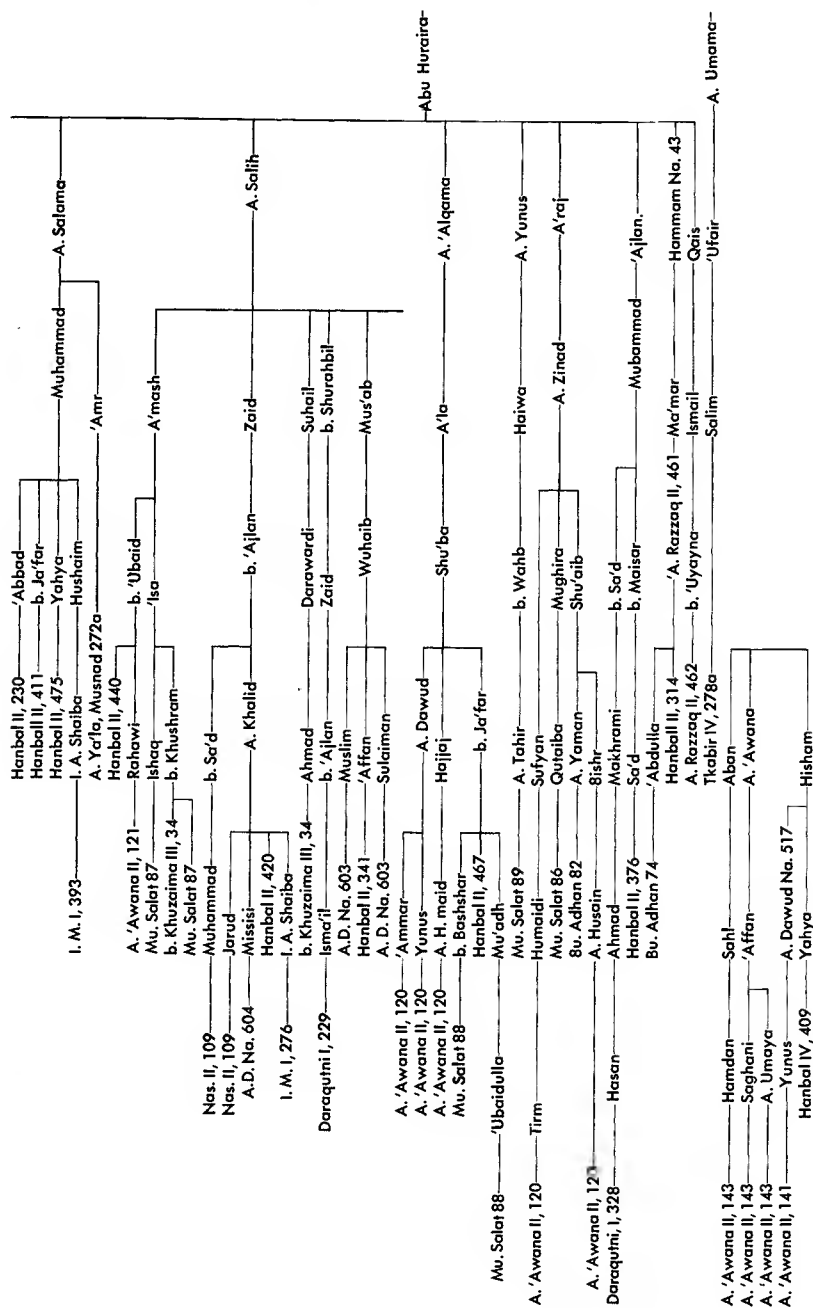 Hanbal II, 230 'Abbad
Hanball II, 411 b. Ja'far
Hanbal II, 475 Yahya Muhammad A. Salama
I. M. I, 393 I. A. Shaiba Hushaim
A. Ya'la, Musnad 272a 'Amr
Hanbal II, 440 b. 'Ubaid
A. 'Awana II, 121 Rahawi
Mu. Salat 87 Ishaq 'Isa A'mash
b. Khuzaima III, 34 b. Khushram
Mu. Salat 87
Nas. II, 109 Muhammad b. Sa'd
Nas. II, 109 Jarud b. 'Ajlan Zaid A. Salih
A.D. No. 604 Missisi A. Khalid
Hanbal II, 420
I. M. I, 276 I. A. Shaiba
b. Khuzaima III, 34 Ahmad Darawardi Suhail
Daraqutni I, 229 Isma'il b. 'Ajlan Zaid b. Shurahbil
A.D. No. 603 Muslim
Hanbal II, 341 'Affan Wuhaib Mus'ab
A. D. No. 603 Sulaiman
Abu Huraira
A. 'Awana II, 120 'Ammar
A. 'Awana II, 120 Yunus A. Dawud
A. 'Awana II, 120 A. H. maid Hajjaj Shu'ba A'la A. 'Alqama
Mu. Salat 88 b. Bashshar
Hanbal II, 467 b. Ja'far
Mu. Salat 88 'Ubaidulla Mu'adh
Mu. Salat 89 A. Tahir b. Wahb Haiwa A. Yunus
A. 'Awana II, 120 Tirm Humaidi Sufyan
Mu. Salat 86 Qutaiba Mughira A. Zinad A'raj
Bu. Adhan 82 A. Yaman Shu'aib
A. 'Awana II, 120 A. Husain Bishr
Daraqutni, I, 328 Hasan Ahmad Makhrami b. Sa'd
Hanbal II, 376 Sa'd b. Maisar Mubammad 'Ajlan.
Bu. Adhan 74 'Abdulla
Hanball II, 314 'A. Razzaq II, 461 Ma'mar Hammam No. 43
A. Razzaq II, 462 b. 'Uyayna Ismail Qais
Tkabir IV, 278a Salim 'Ufair A. Umama
A. 'Awana II, 143 Hamdan Sahl Aban
A. 'Awana II, 143 Saghani 'Affan A. 'Awana
A. 'Awana II, 143 A. Umaya
A. 'Awana II, 141 Yunus A. Dawud No. 517
Hanbal IV, 409 Yahya Hisham